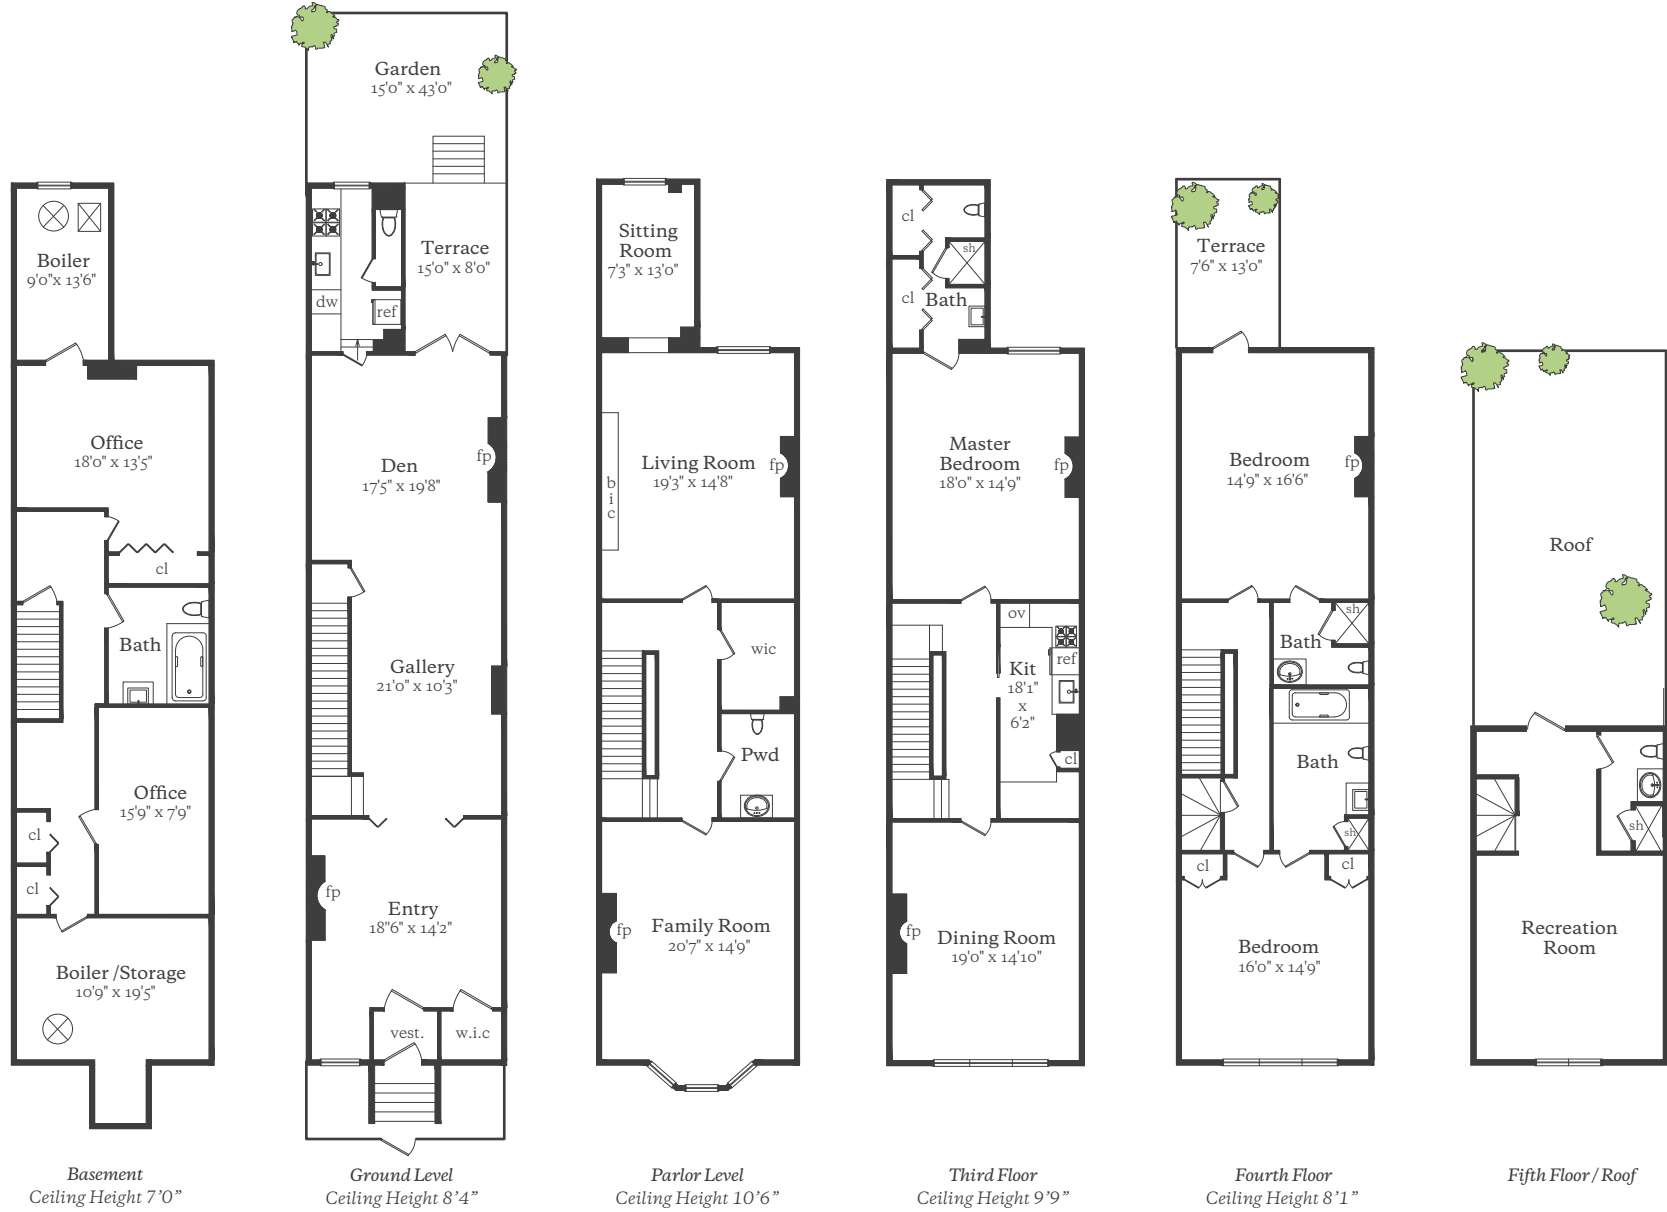 Boiler
9'0"x 13'6"
Office
18'0" x 13'5"
cl
Bath
Office
15'9" x 7'9"
cl
cl
Boiler /Storage
10'9" x 19'5"
Basement
Ceiling Height 7'0"
Garden
15'0" x 43'0"
Terrace
15'0" x 8'0"
dw
ref
Den
17'5" x 19'8"
fp
Gallery
21'0" x 10'3"
fp
Entry
18"6" x 14'2"
vest.
w.i.c
Ground Level
Ceiling Height 8'4"
Sitting
Room
7'3" x 13'0"
Living Room
19'3" x 14'8"
fp
b
i
c
wic
Pwd
fp
Family Room
20'7" x 14'9"
Parlor Level
Ceiling Height 10'6"
cl
sh
cl
Bath
Master
Bedroom
18'0" x 14'9"
fp
ov
ref
Kit
18'1"
x
6'2"
cl
fp
Dining Room
19'0" x 14'10"
Third Floor
Ceiling Height 9'9"
Terrace
7'6" x 13'0"
Bedroom
14'9" x 16'6"
fp
sh
Bath
Bath
sh
cl
cl
Bedroom
16'0" x 14'9"
Fourth Floor
Ceiling Height 8'1"
Roof
sh
Recreation
Room
Fifth Floor / Roof